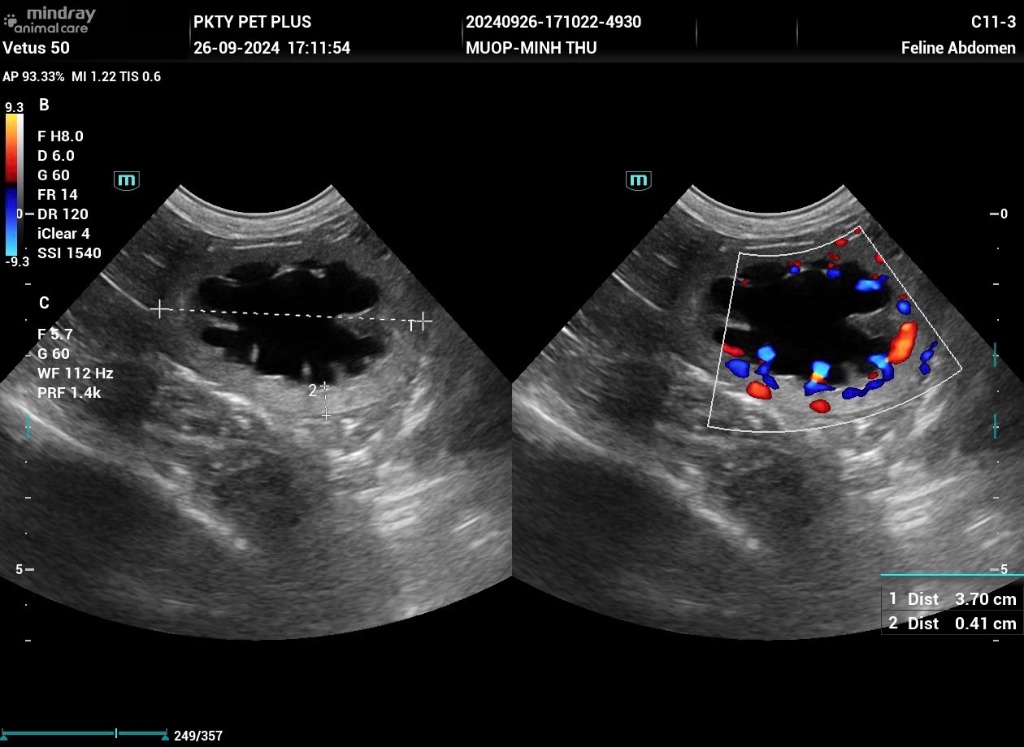 mindray
animal care
Vetus 50
PKTY PET PLUS
26-09-2024 17:11:54
20240926-171022-4930
MUOP-MINH THU
C11-3
Feline Abdomen
AP 93.33% MI 1.22 TIS 0.6
9.3
B
F H8.0
D 6.0
G 60
FR 14
DR 120
iClear 4
SSI 1540
0
-9.3
C
F 5.7
G 60
WF 112 Hz
PRF 1.4k
m
m
1
2
5
0
5
1 Dist 3.70 cm
2 Dist 0.41 cm
249/357